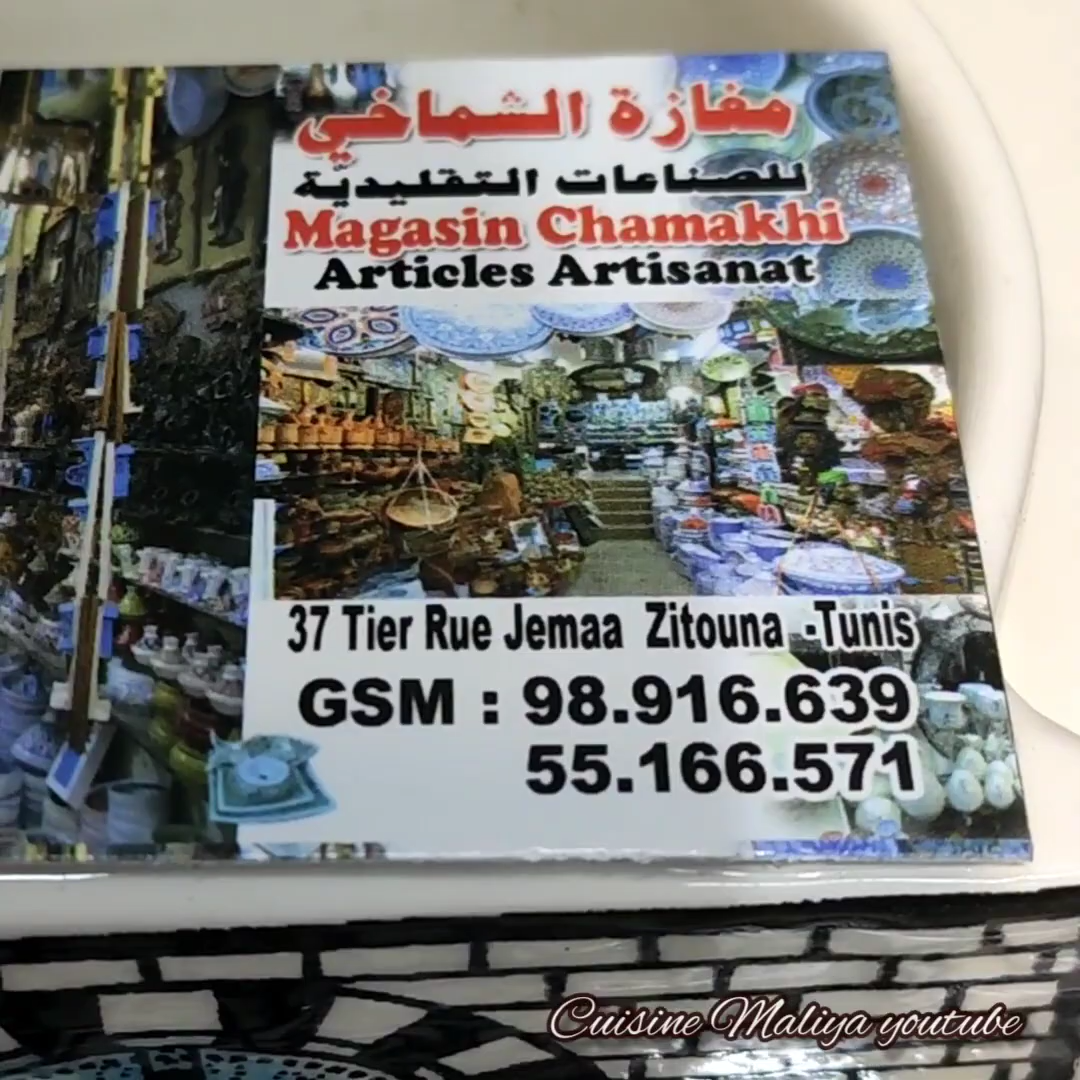 مغازة الشماخي
للصناعات التقليدية
Magasin Chamakhi
Articles Artisanat
37 Tier Rue Jemaa Zitouna -Tunis
GSM : 98.916.639
55.166.571
Cuisine Maliya youtube